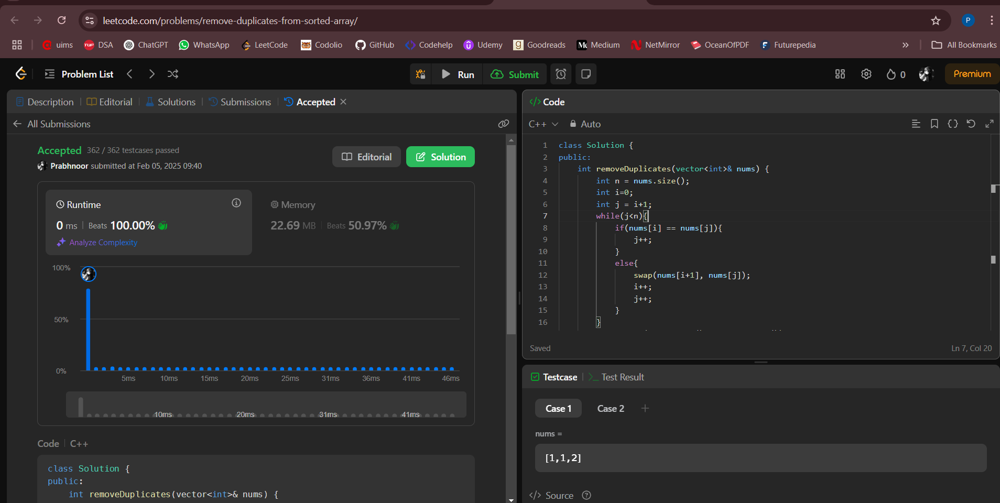 leetcode.com/problems/remove-duplicates-from-sorted-array/
P
uims DSA ChatGPT WhatsApp LeetCode Codolio GitHub Codehelp Udemy Goodreads Medium NetMirror OceanOfPDF Futurepedia » All Bookmarks
Problem List Run Submit 0 Premium
Description Editorial Solutions Submissions Accepted
All Submissions
Accepted 362 / 362 testcases passed
Prabhnoor submitted at Feb 05, 2025 09:40
Editorial Solution
Runtime
0 ms Beats 100.00%
Analyze Complexity
Memory
22.69 MB Beats 50.97%
100%
50%
0%
5ms 10ms 15ms 20ms 25ms 31ms 36ms 41ms 46ms
10ms 20ms 31ms 41ms
Code C++
class Solution {
public:
int removeDuplicates(vector<int>& nums) {
</> Code
C++ Auto
1 class Solution {
2 public:
3 int removeDuplicates(vector<int>& nums) {
4 int n = nums.size();
5 int i=0;
6 int j = i+1;
7 while(j<n){
8 if(nums[i] == nums[j]){
9 j++;
10 }
11 else{
12 swap(nums[i+1], nums[j]);
13 i++;
14 j++;
15 }
16 }
Saved Ln 7, Col 20
Testcase >_ Test Result
Case 1 Case 2 +
nums =
[1,1,2]
</> Source ?